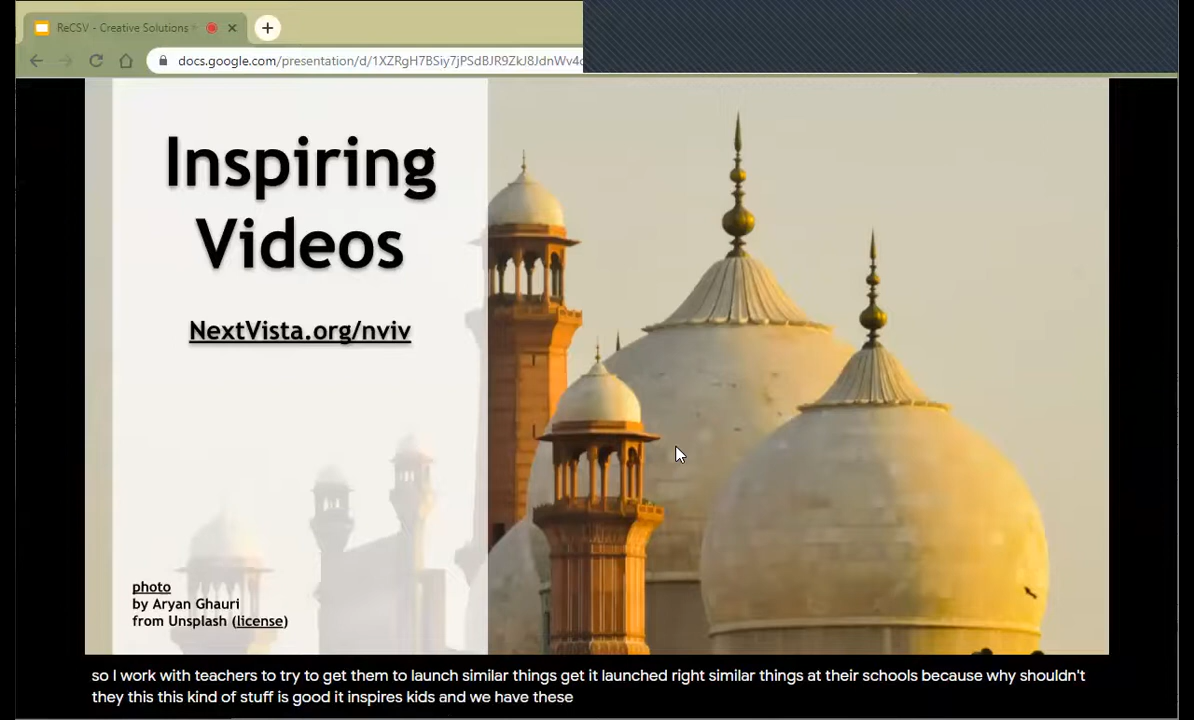 ReCSV - Creative Solutions
docs.google.com/presentation/d/1XZRgH7BSiy7jPSdBJR9ZkJ8JdnWv4
Inspiring
Videos
NextVista.org/nviv
photo
by Aryan Ghauri
from Unsplash (license)
so I work with teachers to try to get them to launch similar things get it launched right similar things at their schools because why shouldn't
they this this kind of stuff is good it inspires kids and we have these